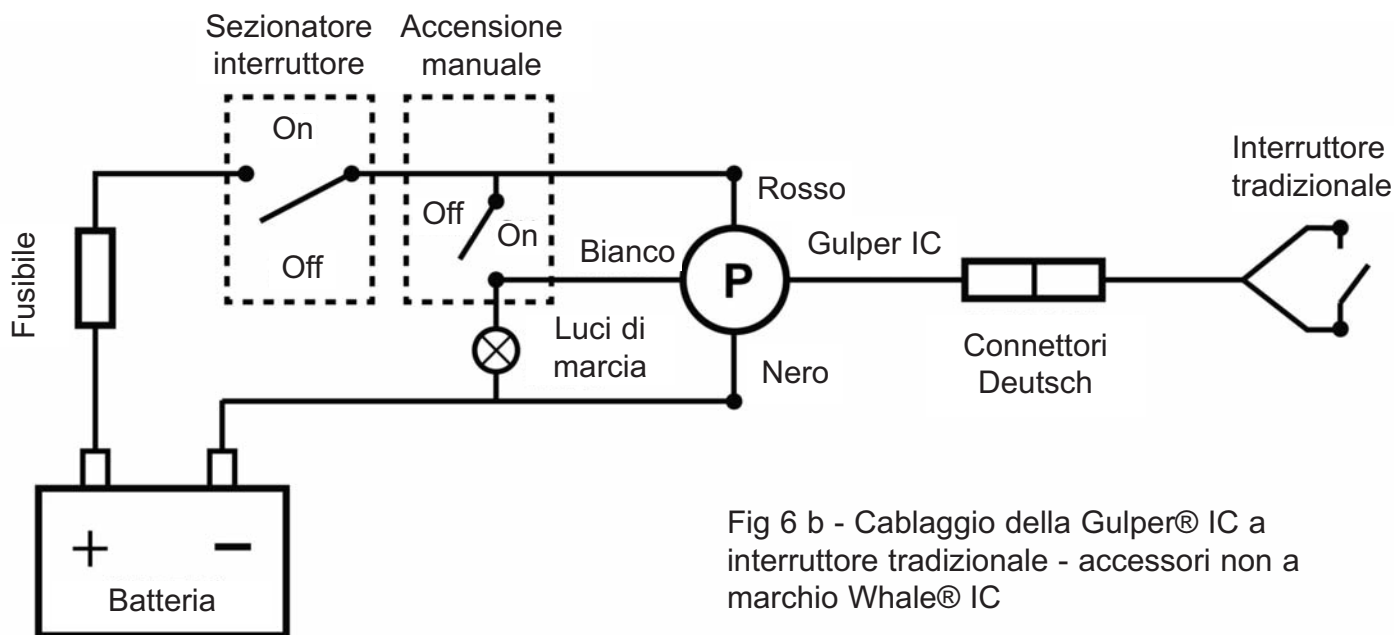 Sezionatore
interruttore
Accensione
manuale
On
Off
Off
On
Rosso
Bianco
Gulper IC
Interruttore
tradizionale
Fusibile
P
Luci di
marcia
Connettori
Deutsch
Nero
+ −
Batteria
Fig 6 b - Cablaggio della Gulper® IC a
interruttore tradizionale - accessori non a
marchio Whale® IC